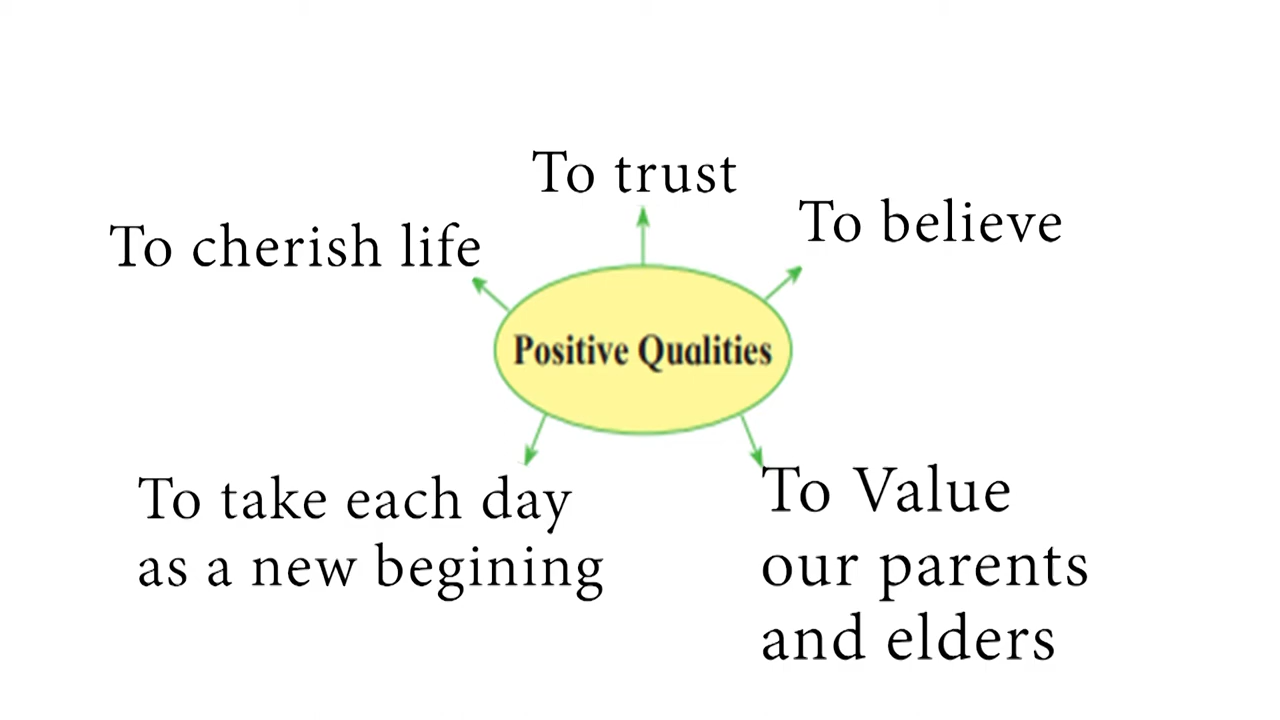 To trust
To believe
To cherish life
Positive Qualities
To take each day
as a new begining
To Value
our parents
and elders